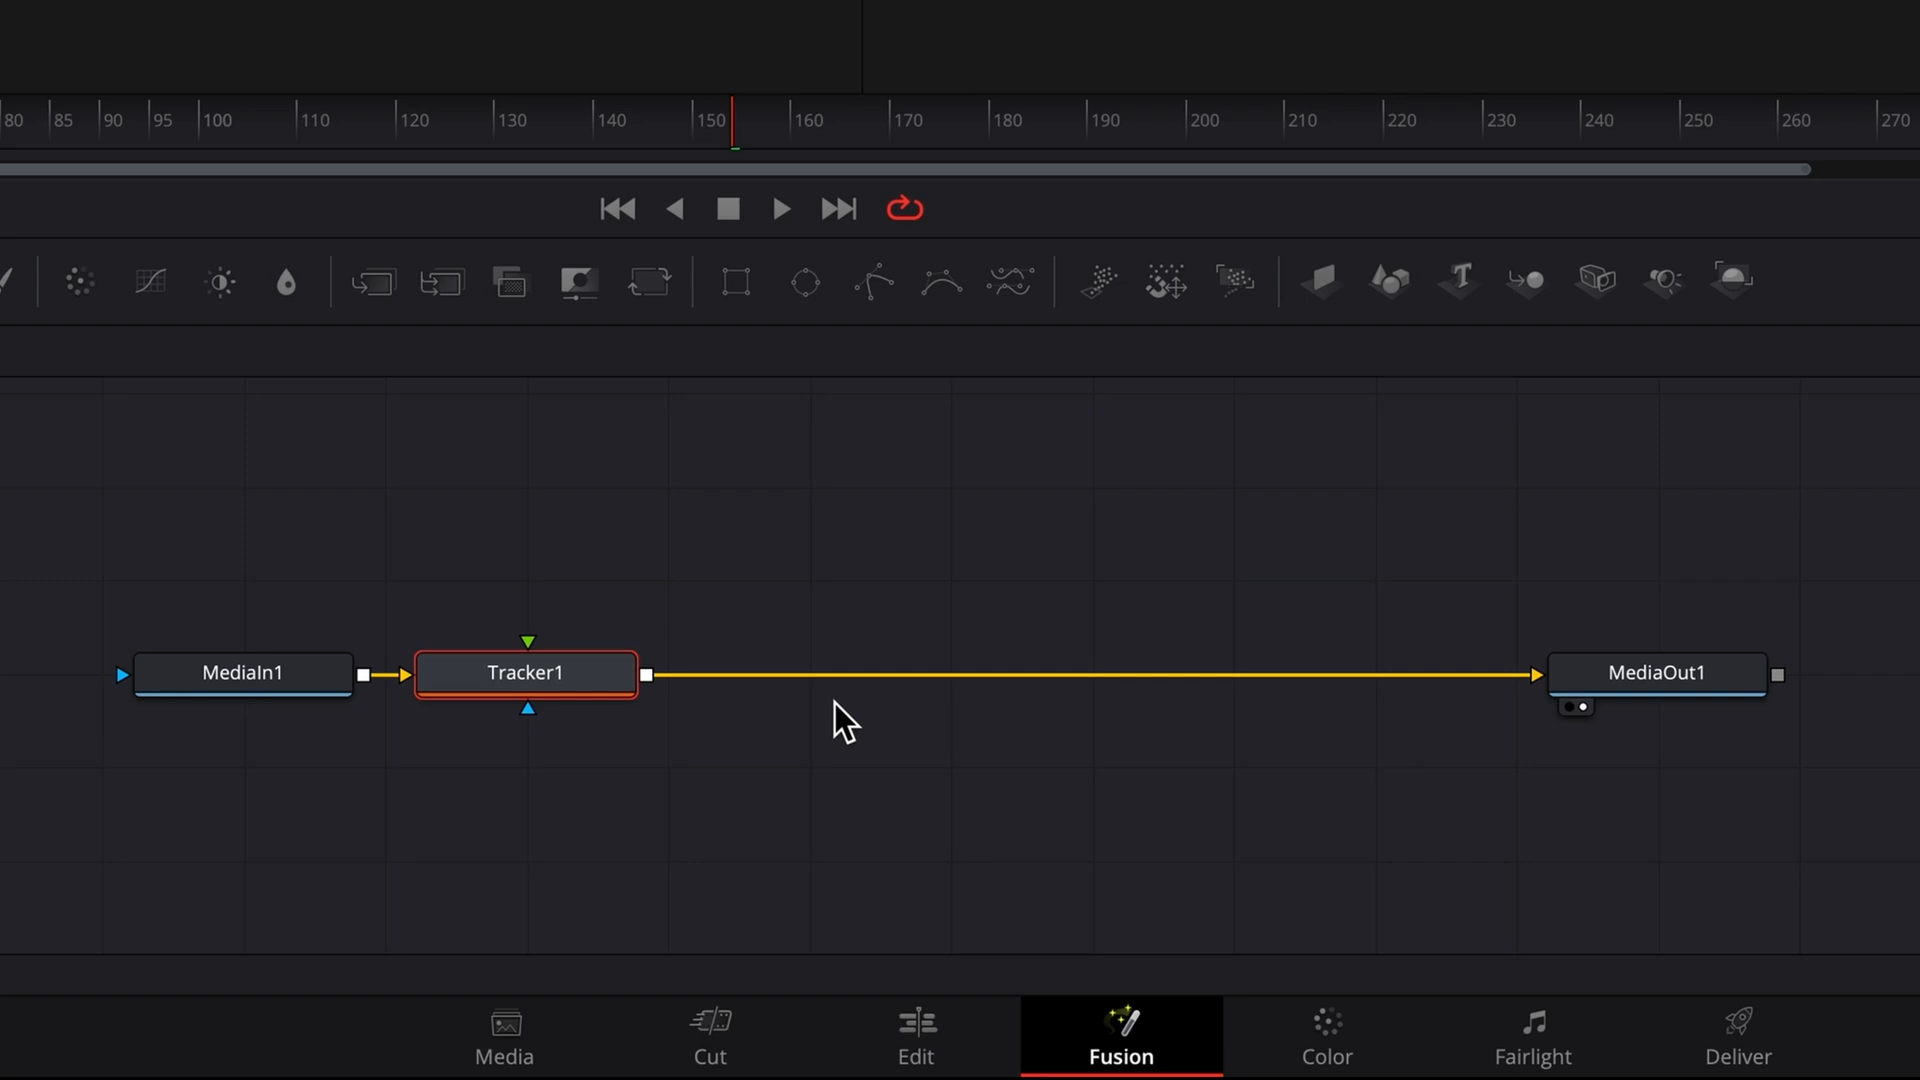 80 85 90 95 100 110 120 130 140 150 160 170 180 190 200 210 220 230 240 250 260 270
MediaIn1 Tracker1 MediaOut1
Media Cut Edit Fusion Color Fairlight Deliver